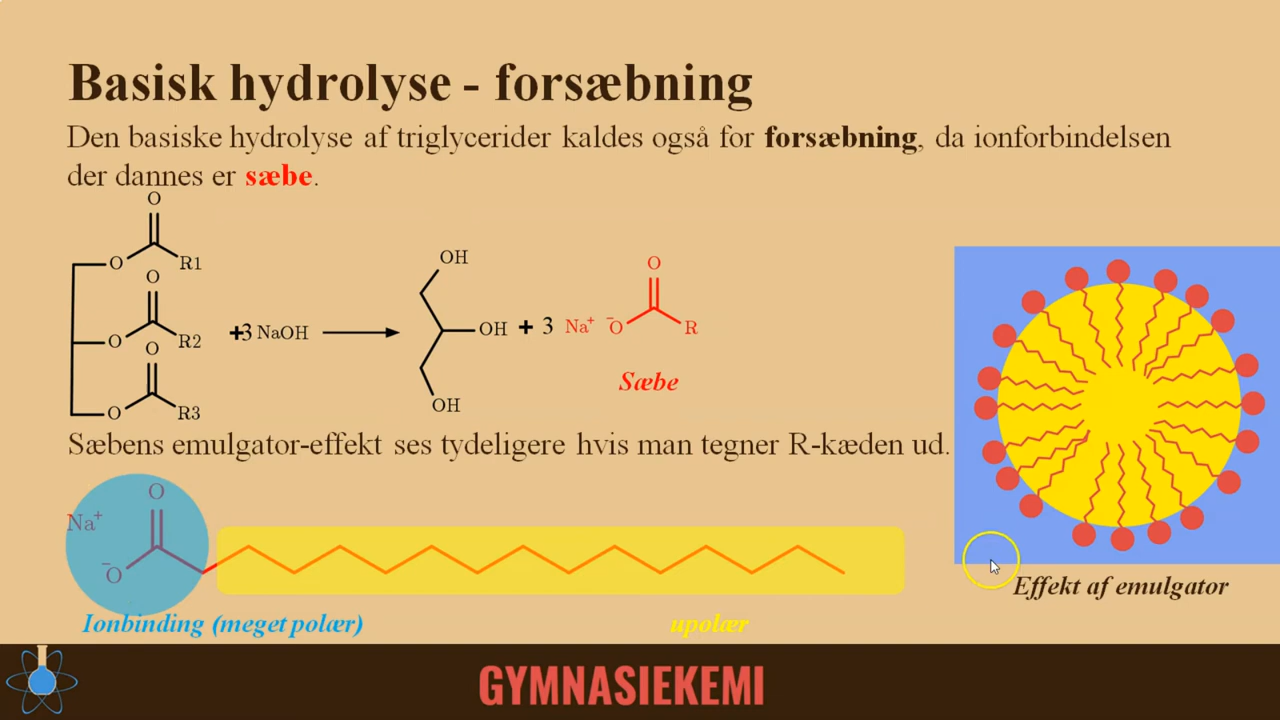 Basisk hydrolyse - forsæbning
Den basiske hydrolyse af triglycerider kaldes også for forsæbning, da ionforbindelsen
der dannes er sæbe.
O
O R1
O
O R2
O
O R3
+3 NaOH
OH
OH
OH
+ 3 Na⁺ ⁻O
O
R
Sæbe
Sæbens emulgator-effekt ses tydeligere hvis man tegner R-kæden ud.
O
Na⁺
⁻O
Ionbinding (meget polær)
upolær
Effekt af emulgator
GYMNASIEKEMI